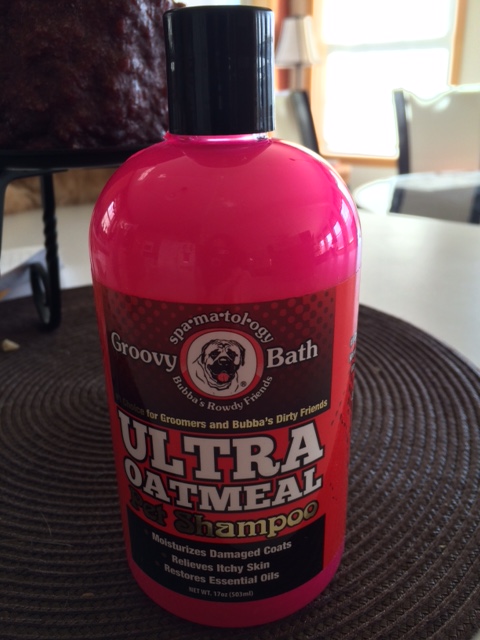 spa•ma•tol•ogy
Groovy Bath
Bubba's Rowdy Friends
for Groomers and Bubba's Dirty Friends
ULTRA
OATMEAL
Pet Shampoo
Moisturizes Damaged Coats
Relieves Itchy Skin
Restores Essential Oils
NET WT. 17oz (503ml)